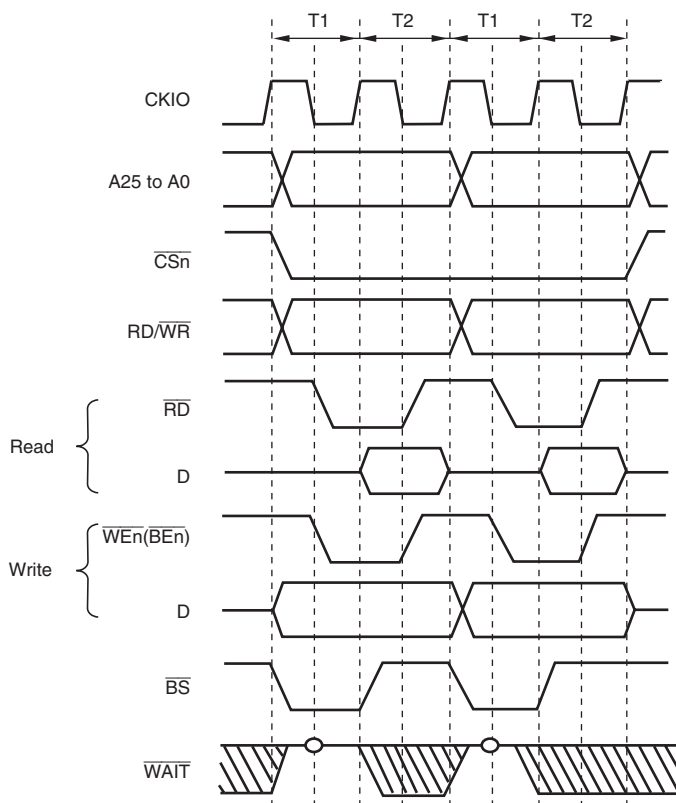 T1 T2 T1 T2
CKIO
A25 to A0
CSn
RD/WR
RD
Read
D
WEn(BEn)
Write
D
BS
WAIT